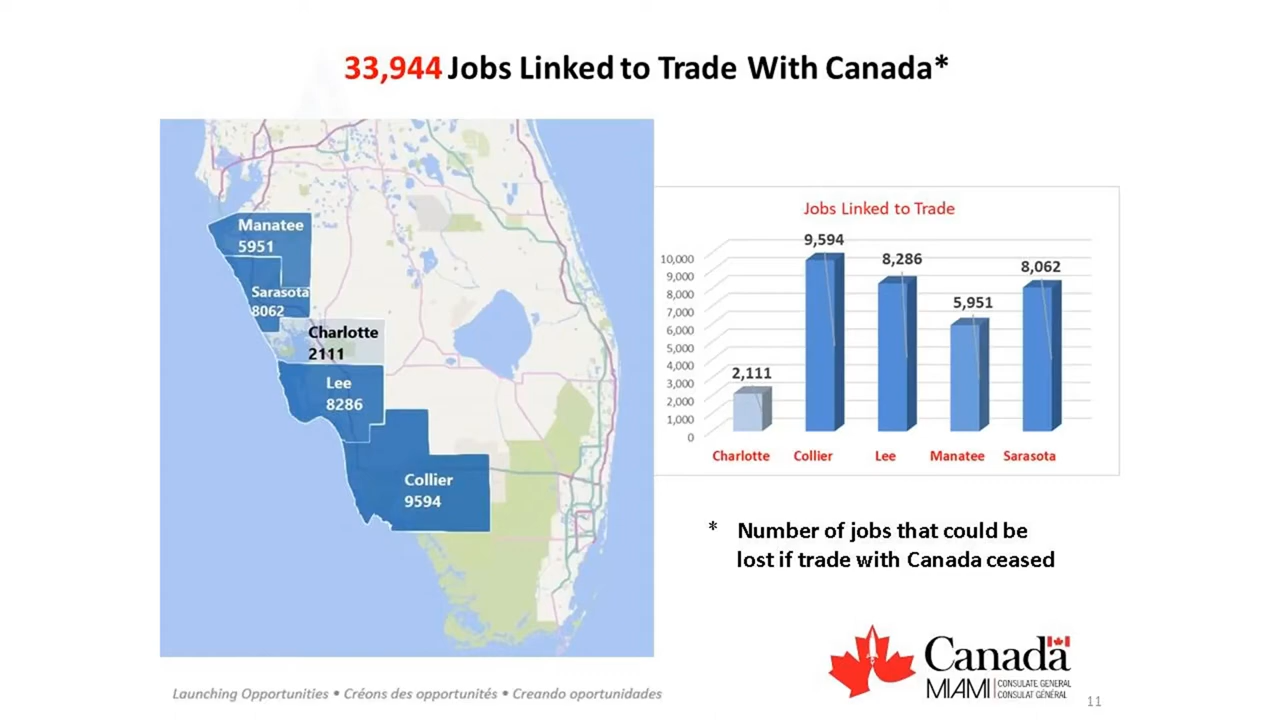 33,944 Jobs Linked to Trade With Canada*
Manatee
5951
Sarasota
8062
Charlotte
2111
Lee
8286
Collier
9594
Jobs Linked to Trade
10,000
9,000
8,000
7,000
6,000
5,000
4,000
3,000
2,000
1,000
0
2,111
9,594
8,286
5,951
8,062
Charlotte Collier Lee Manatee Sarasota
* Number of jobs that could be
lost if trade with Canada ceased
Canada
MIAMI
CONSULATE GENERAL
CONSULAT GÉNÉRAL
Launching Opportunities • Créons des opportunités • Creando oportunidades
11